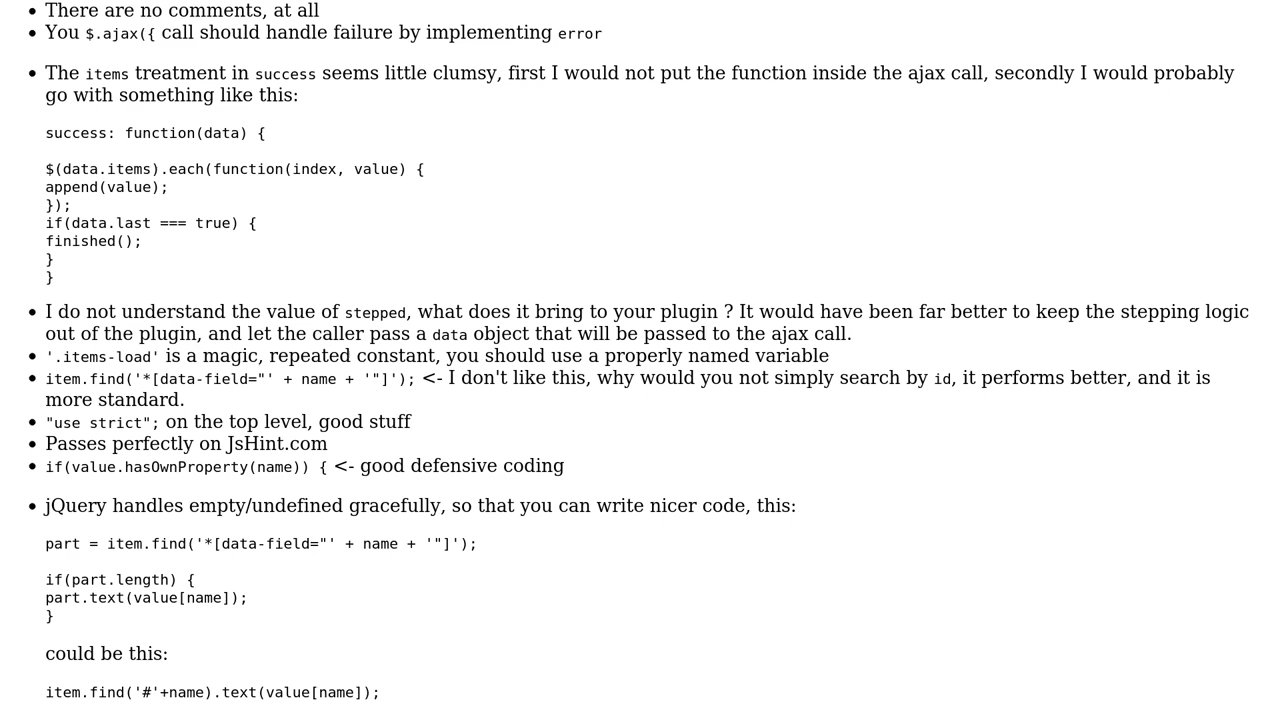 • There are no comments, at all
• You $.ajax({ call should handle failure by implementing error
• The items treatment in success seems little clumsy, first I would not put the function inside the ajax call, secondly I would probably
go with something like this:
success: function(data) {
$(data.items).each(function(index, value) {
append(value);
});
if(data.last === true) {
finished();
}
}
• I do not understand the value of stepped, what does it bring to your plugin ? It would have been far better to keep the stepping logic
out of the plugin, and let the caller pass a data object that will be passed to the ajax call.
• '.items-load' is a magic, repeated constant, you should use a properly named variable
• item.find('*[data-field="' + name + '"]'); <- I don't like this, why would you not simply search by id, it performs better, and it is
more standard.
• "use strict"; on the top level, good stuff
• Passes perfectly on JsHint.com
• if(value.hasOwnProperty(name)) { <- good defensive coding
• jQuery handles empty/undefined gracefully, so that you can write nicer code, this:
part = item.find('*[data-field="' + name + '"]');
if(part.length) {
part.text(value[name]);
}
could be this:
item.find('#'+name).text(value[name]);